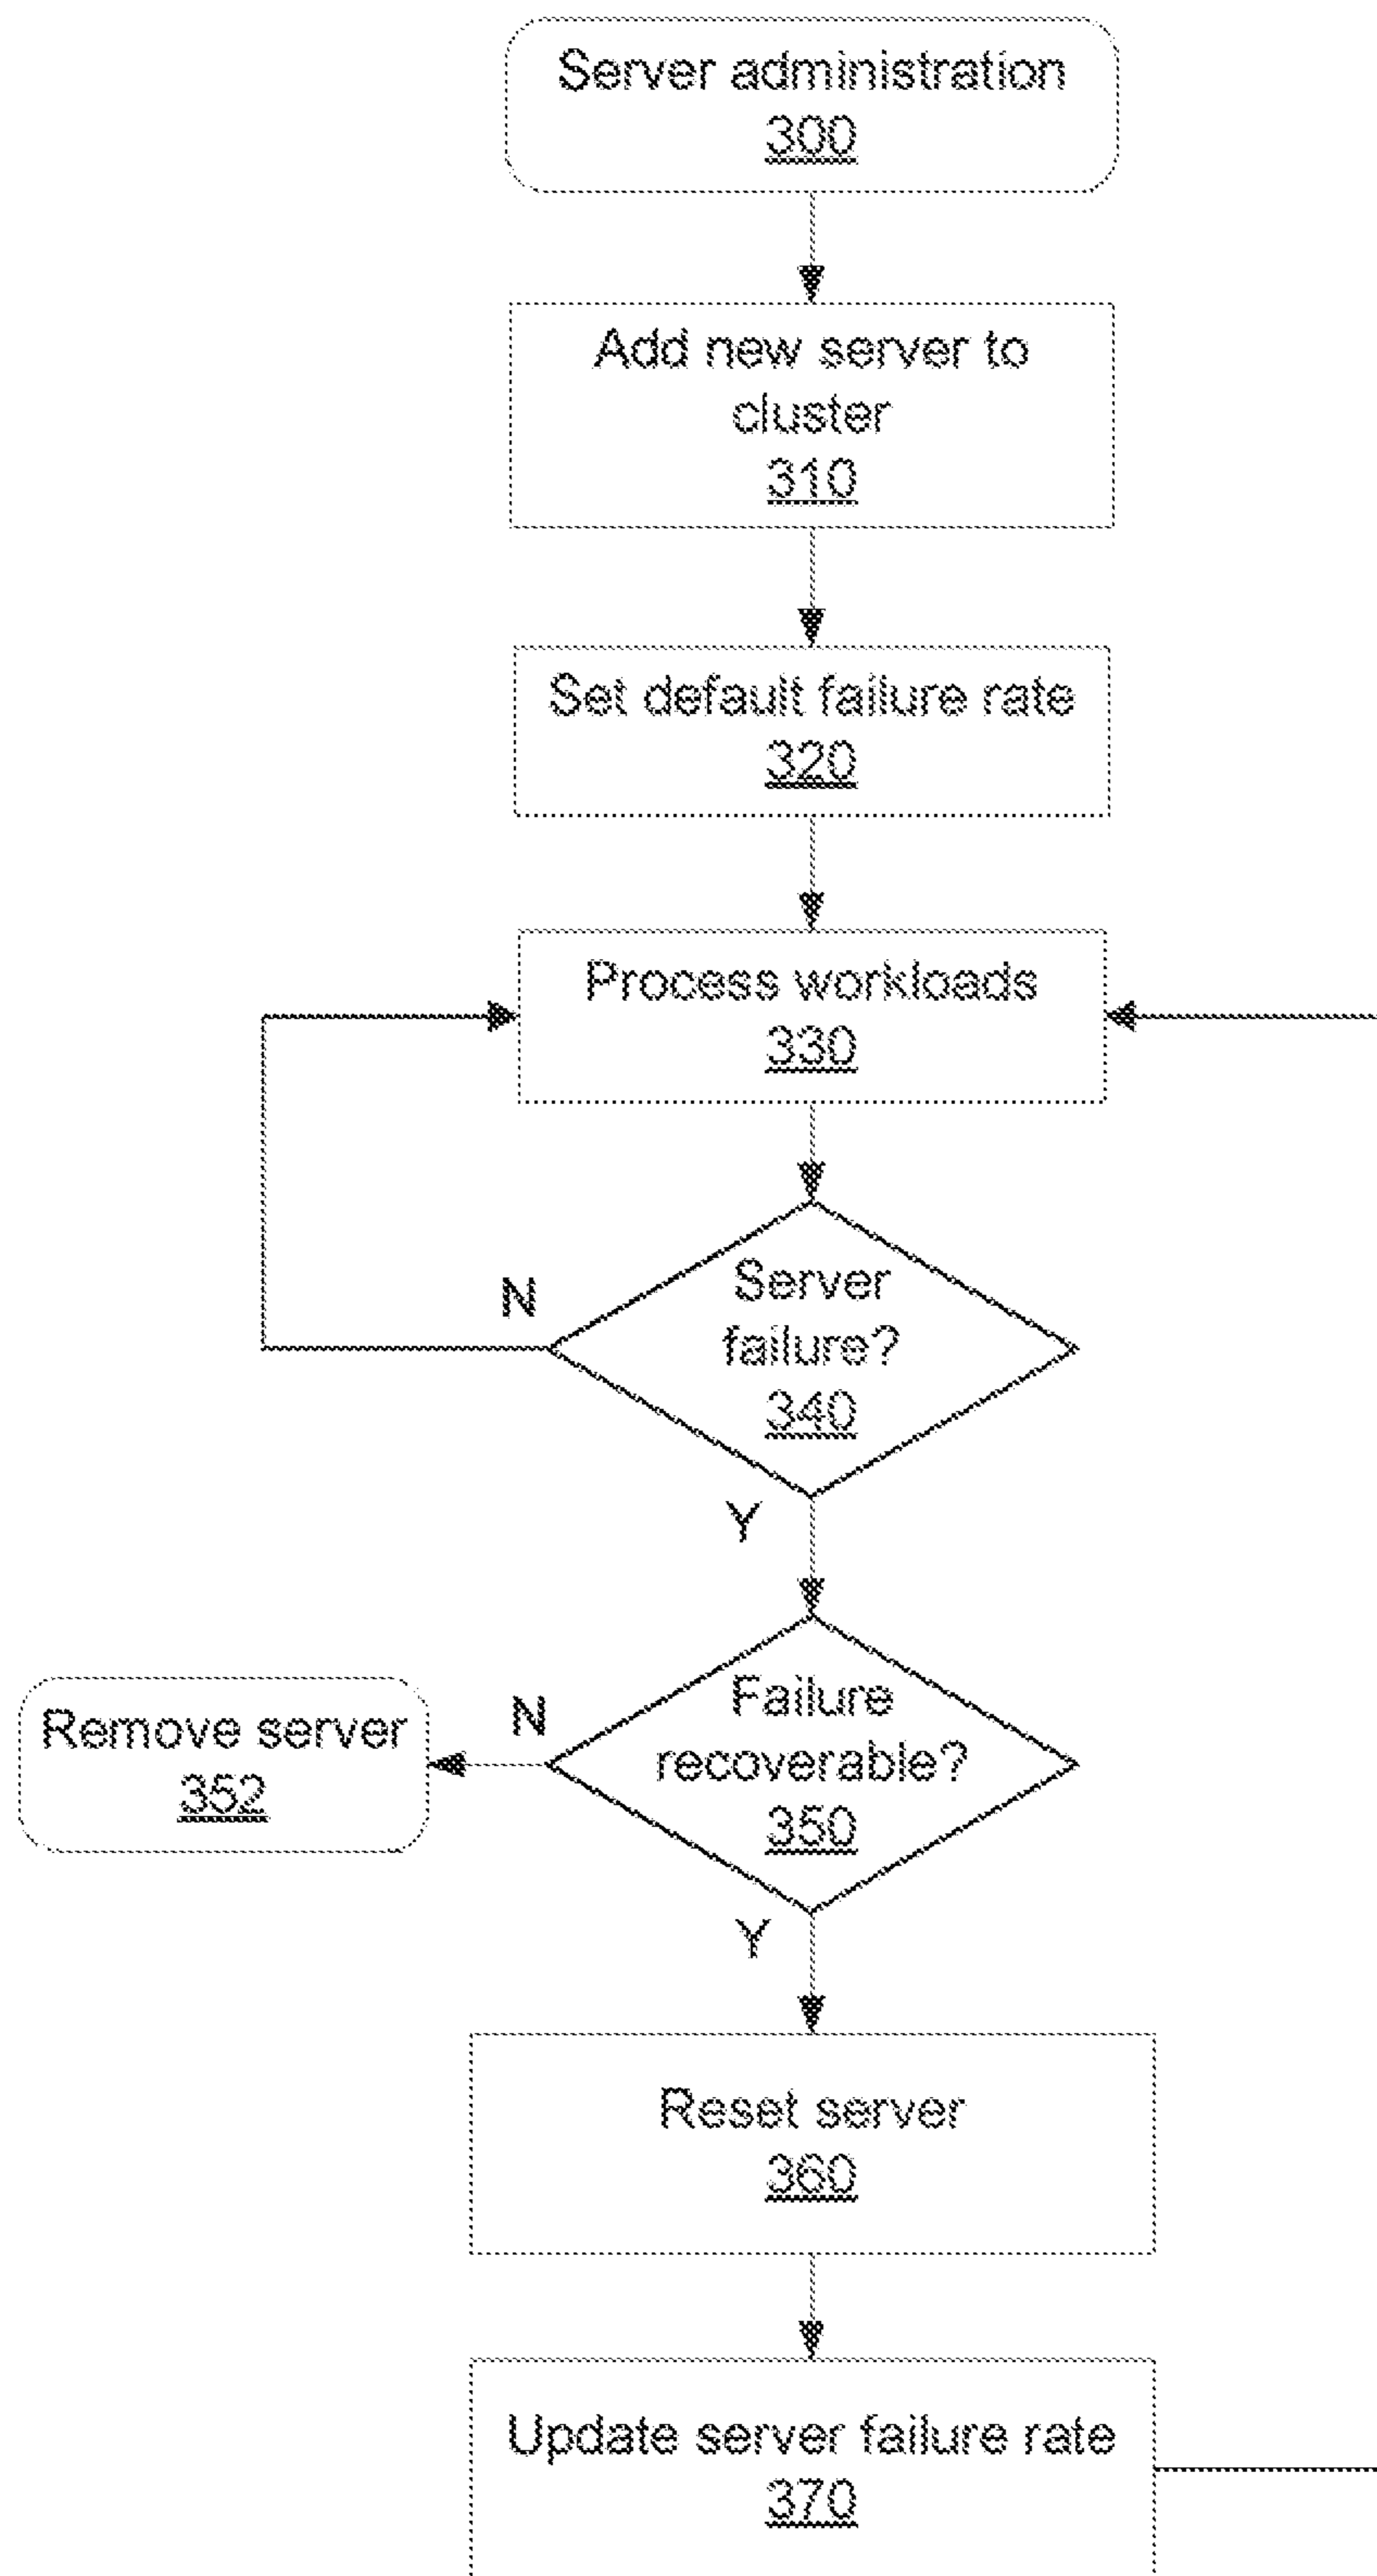 Server administration
300
Add new server to
cluster
310
Set default failure rate
320
Process workloads
330
N
Server
failure?
340
Y
Remove server
352
N
Failure
recoverable?
350
Y
Reset server
360
Update server failure rate
370